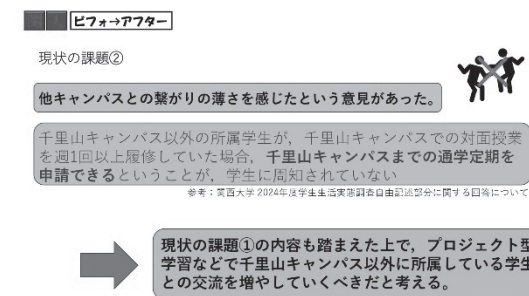 ビフォ→アフター
現状の課題②
他キャンパスとの繋がりの薄さを感じたという意見があった。
千里山キャンパス以外の所属学生が，千里山キャンパスでの対面授業
を週1回以上履修していた場合，千里山キャンパスまでの通学定期を
申請できるということが，学生に周知されていない
参考：関西大学 2024年度学生生活実態調査自由記述部分に関する回答について
現状の課題①の内容も踏まえた上で，プロジェクト型
学習などで千里山キャンパス以外に所属している学生
との交流を増やしていくべきだと考える。